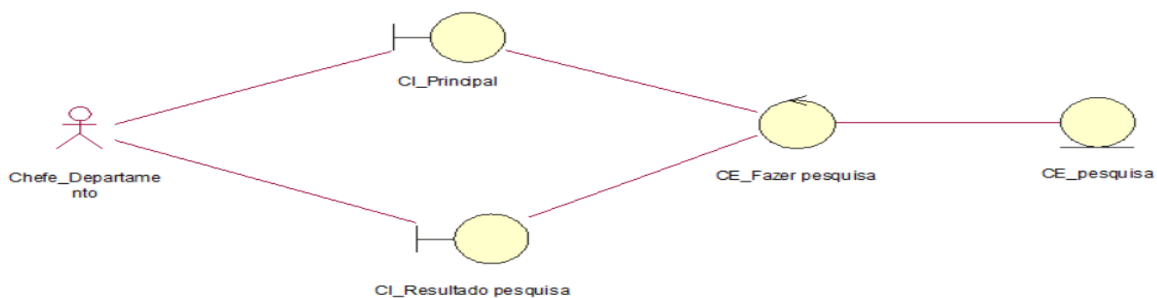 CI_Principal
Chefe_Departame
nto
CE_Fazer pesquisa
CE_pesquisa
CI_Resultado pesquisa